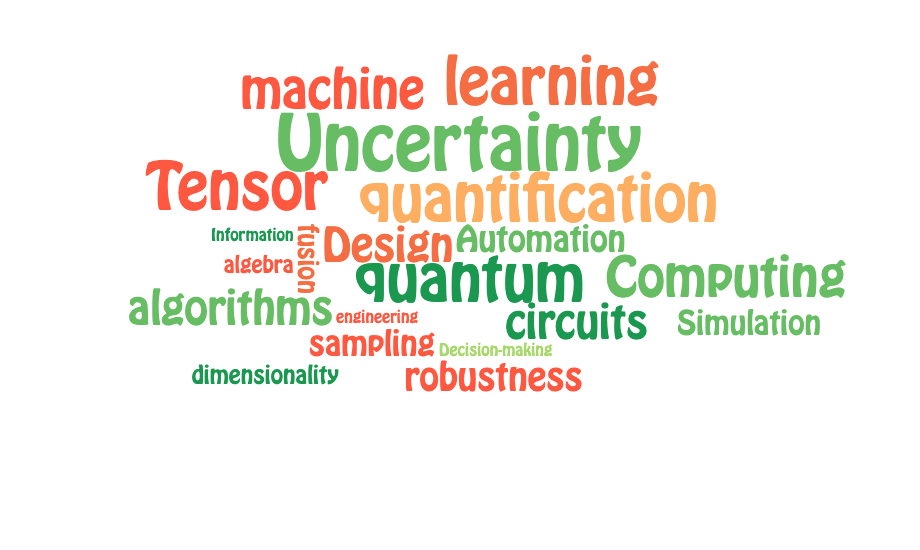 machine learning
Uncertainty
Tensor quantification
Information fusion Design Automation
algebra quantum Computing
algorithms engineering circuits Simulation
sampling Decision-making
dimensionality robustness